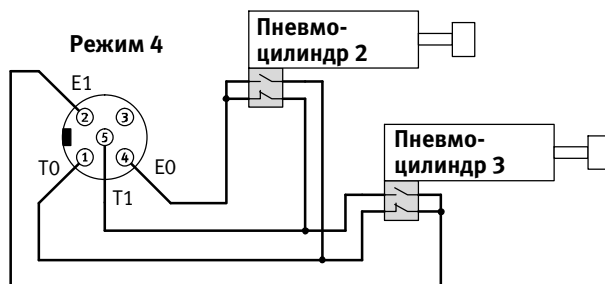 Режим 4
Пневмо-
цилиндр 2
E1
2
3
5
1
4
T0
E0
T1
Пневмо-
цилиндр 3